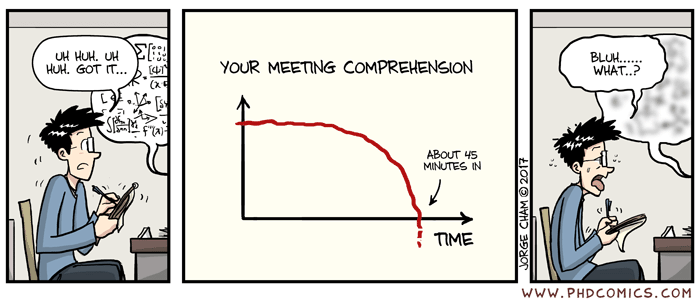 UH HUH. UH
HUH. GOT IT...
YOUR MEETING COMPREHENSION
ABOUT 45
MINUTES IN
TIME
BLUH......
WHAT..?
JORGE CHAM © 2017
WWW.PHDCOMICS.COM